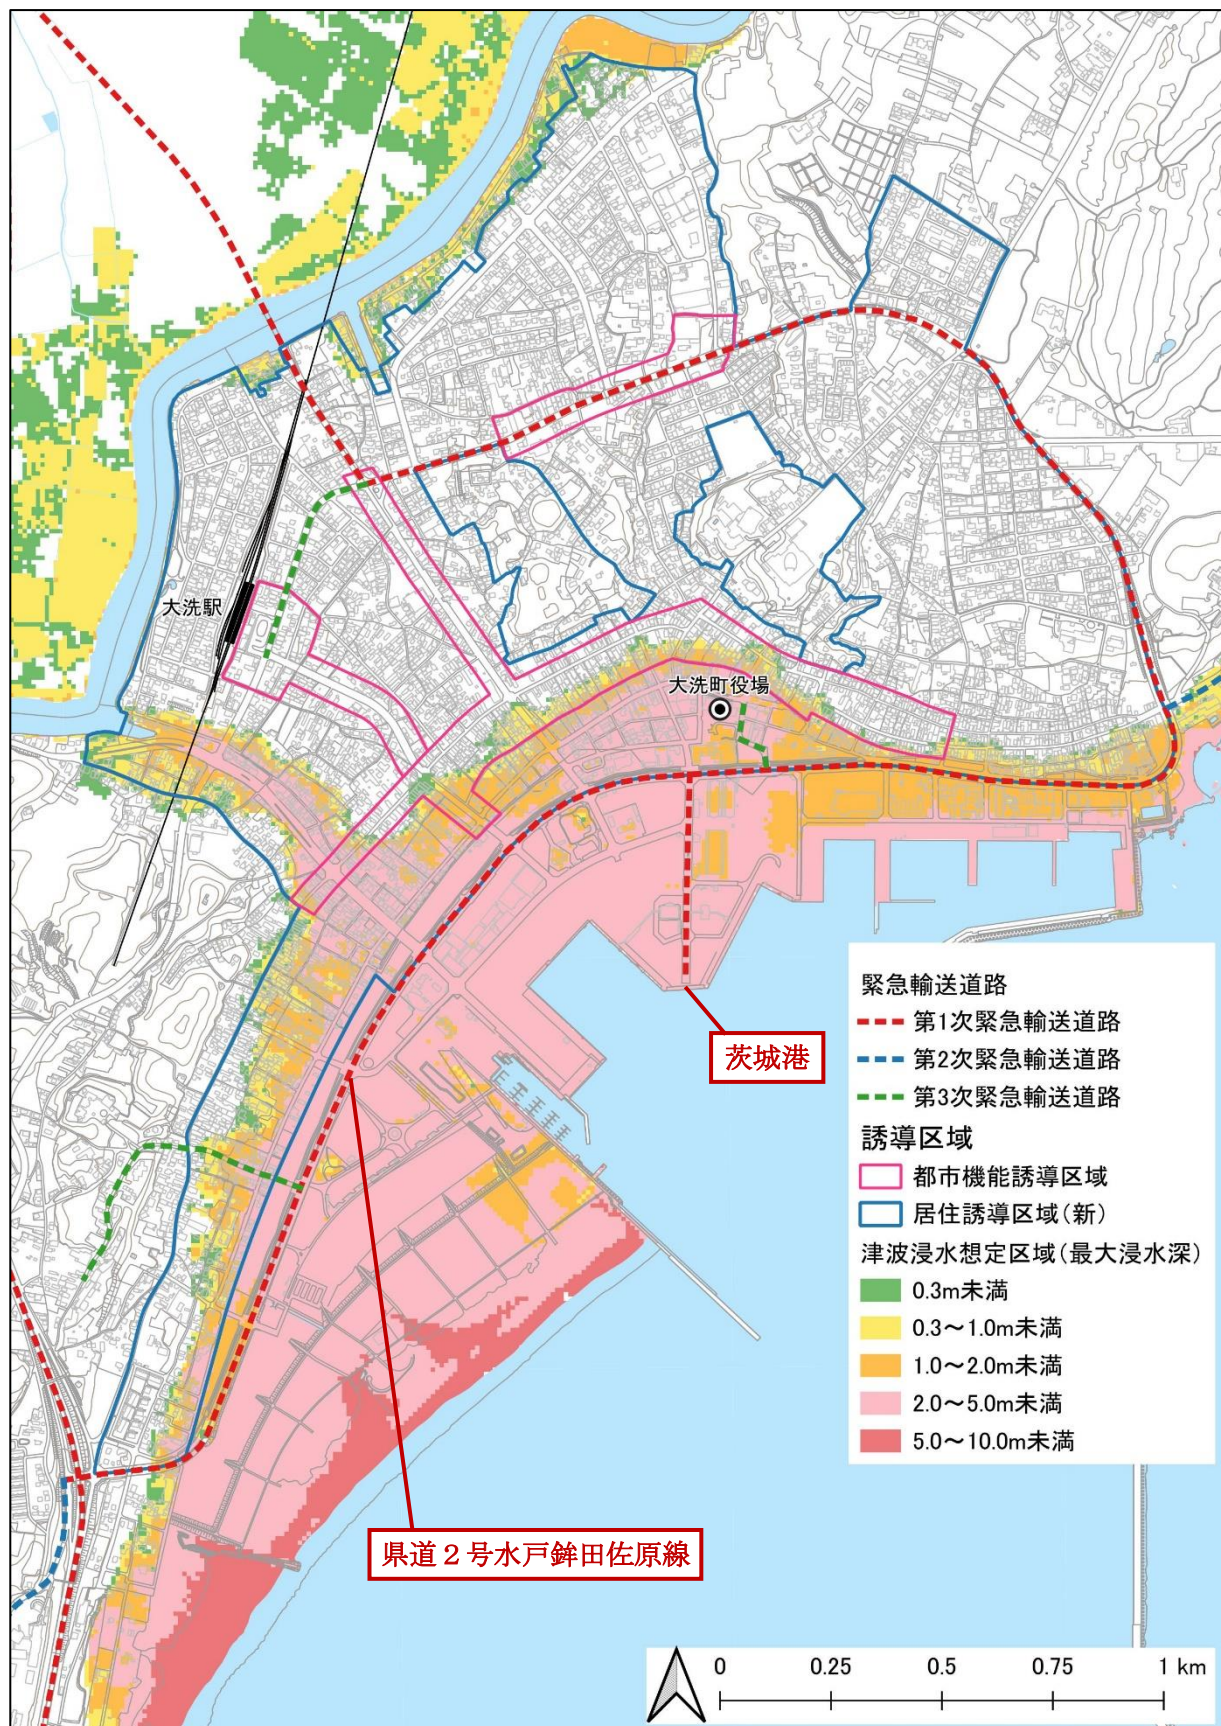 大洗駅
大洗町役場
茨城港
県道２号水戸鉾田佐原線
緊急輸送道路
第1次緊急輸送道路
第2次緊急輸送道路
第3次緊急輸送道路
誘導区域
都市機能誘導区域
居住誘導区域(新)
津波浸水想定区域(最大浸水深)
0.3m未満
0.3～1.0m未満
1.0～2.0m未満
2.0～5.0m未満
5.0～10.0m未満
0 0.25 0.5 0.75 1 km